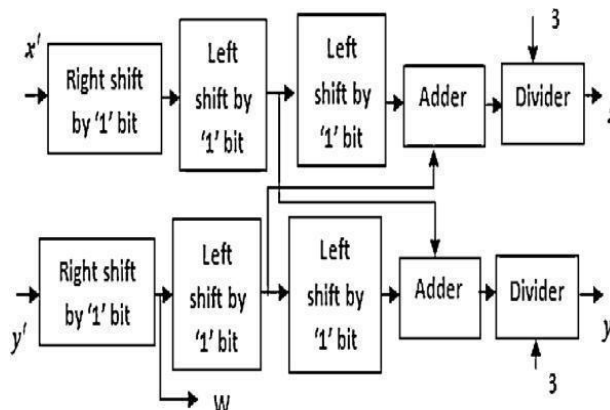 x'
Right shift
by '1' bit
Left
shift by
'1' bit
Left
shift by
'1' bit
Adder
3
Divider
y'
Right shift
by '1' bit
Left
shift by
'1' bit
Left
shift by
'1' bit
Adder
Divider
y
3
W